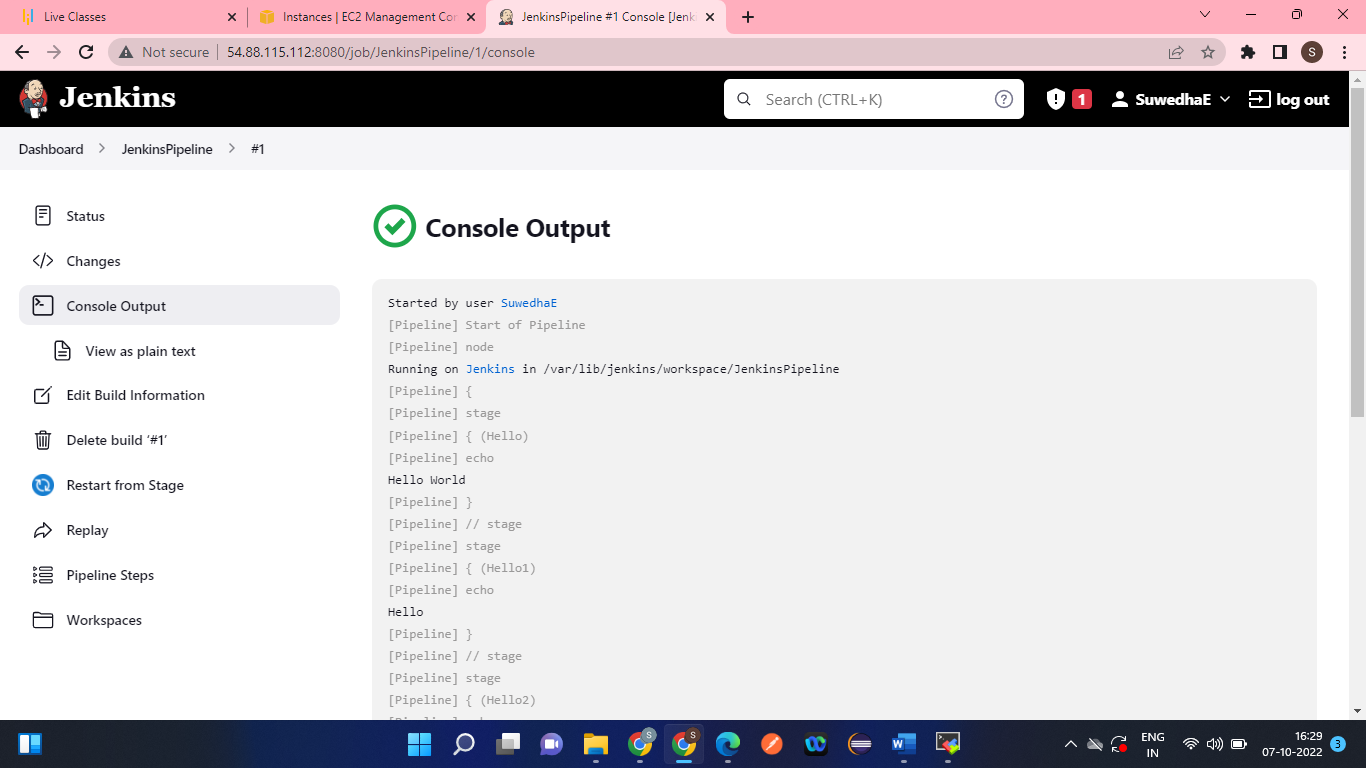 Live Classes
Instances | EC2 Management Con
JenkinsPipeline #1 Console [Jenk
Not secure
54.88.115.112:8080/job/JenkinsPipeline/1/console
S
Jenkins
Search (CTRL+K)
1
SuwedhaE
log out
Dashboard
JenkinsPipeline
#1
Status
Changes
Console Output
View as plain text
Edit Build Information
Delete build ‘#1’
Restart from Stage
Replay
Pipeline Steps
Workspaces
Console Output
Started by user SuwedhaE
[Pipeline] Start of Pipeline
[Pipeline] node
Running on Jenkins in /var/lib/jenkins/workspace/JenkinsPipeline
[Pipeline] {
[Pipeline] stage
[Pipeline] { (Hello)
[Pipeline] echo
Hello World
[Pipeline] }
[Pipeline] // stage
[Pipeline] stage
[Pipeline] { (Hello1)
[Pipeline] echo
Hello
[Pipeline] }
[Pipeline] // stage
[Pipeline] stage
[Pipeline] { (Hello2)
S
S
ENG
IN
16:29
07-10-2022
3